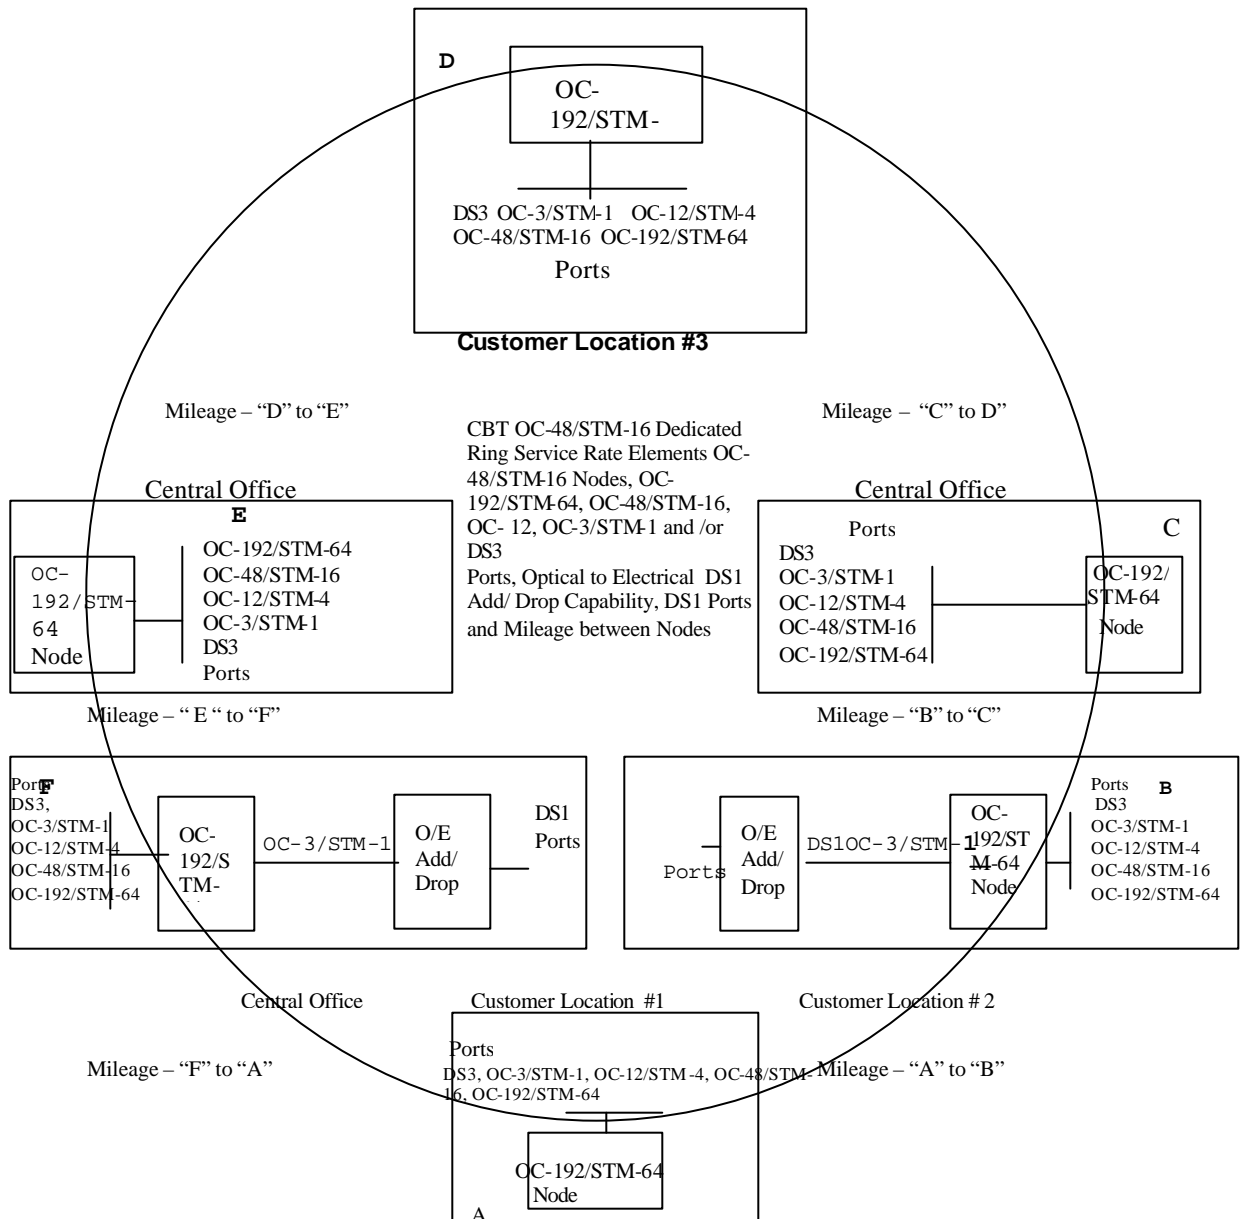 D
OC-
192/STM-
DS3 OC-3/STM-1 OC-12/STM-4
OC-48/STM-16 OC-192/STM-64
Ports
Customer Location #3
Mileage – “D” to “E”
Mileage – “C” to D”
CBT OC-48/STM-16 Dedicated
Ring Service Rate Elements OC-
48/STM-16 Nodes, OC-
192/STM-64, OC-48/STM-16,
OC- 12, OC-3/STM-1 and /or
DS3
Ports, Optical to Electrical DS1
Add/ Drop Capability, DS1 Ports
and Mileage between Nodes
Central Office
E
OC-
192/STM-
64
Node
OC-192/STM-64
OC-48/STM-16
OC-12/STM-4
OC-3/STM-1
DS3
Ports
Central Office
Ports
C
DS3
OC-3/STM-1
OC-12/STM-4
OC-48/STM-16
OC-192/STM-64
OC-192/
STM-64
Node
Mileage – “ E “ to “F”
Mileage – “B” to “C”
Ports
F
DS3,
OC-3/STM-1
OC-12/STM-4
OC-48/STM-16
OC-192/STM-64
OC-
192/S
TM-
OC-3/STM-1
O/E
Add/
Drop
DS1
Ports
Ports
O/E
Add/
Drop
DS1OC-3/STM-1
OC-
192/ST
M-64
Node
Ports
B
DS3
OC-3/STM-1
OC-12/STM-4
OC-48/STM-16
OC-192/STM-64
Central Office
Customer Location #1
Customer Location # 2
Mileage – “F” to “A”
Mileage – “A” to “B”
Ports
DS3, OC-3/STM-1, OC-12/STM-4, OC-48/STM-
16, OC-192/STM-64
OC-192/STM-64
Node
A